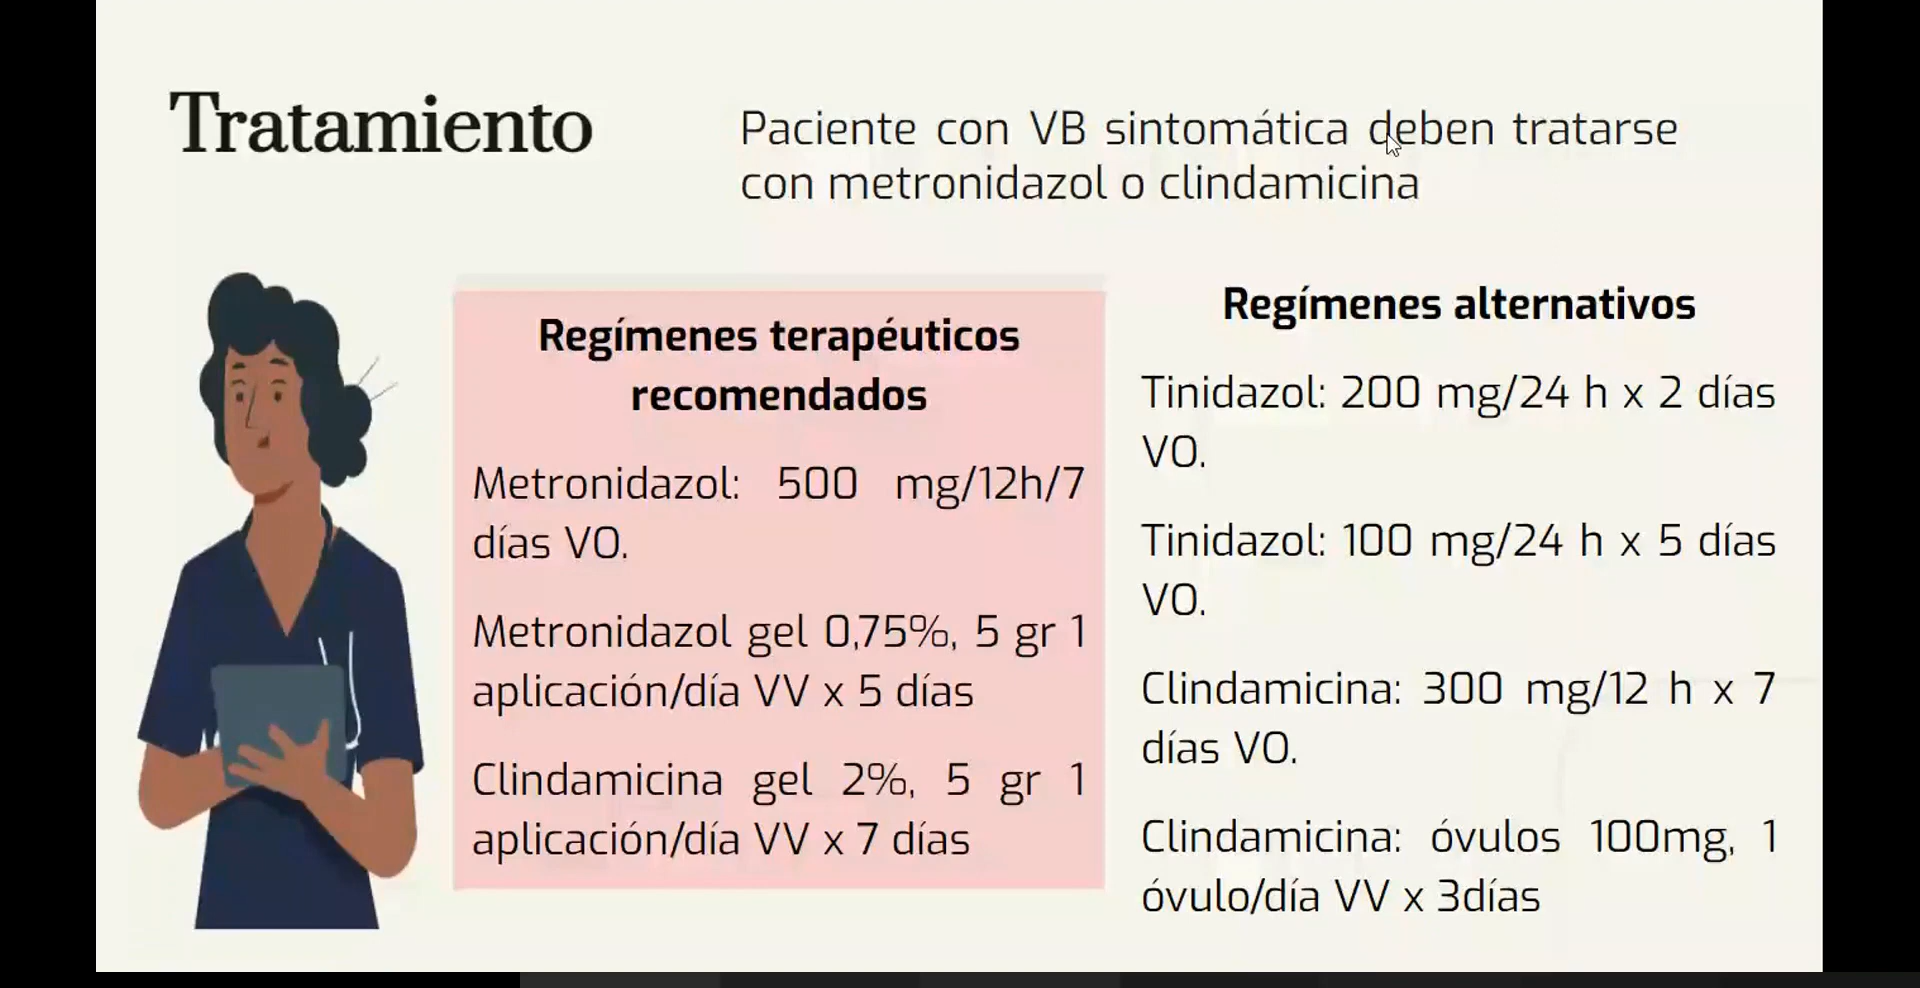 Tratamiento
Paciente con VB sintomática deben tratarse
con metronidazol o clindamicina
Regímenes terapéuticos
recomendados
Metronidazol: 500 mg/12h/7
días VO.
Metronidazol gel 0,75%, 5 gr 1
aplicación/día VV x 5 días
Clindamicina gel 2%, 5 gr 1
aplicación/día VV x 7 días
Regímenes alternativos
Tinidazol: 200 mg/24 h x 2 días
VO.
Tinidazol: 100 mg/24 h x 5 días
VO.
Clindamicina: 300 mg/12 h x 7
días VO.
Clindamicina: óvulos 100mg, 1
óvulo/día VV x 3días